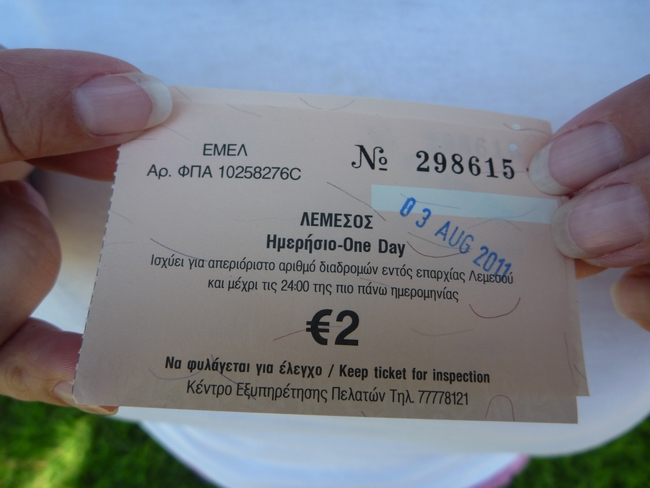 ΕΜΕΛ
Αρ. ΦΠΑ 10258276C
№ 298615
ΛΕΜΕΣΟΣ
03 AUG 2011
Ημερήσιο-One Day
Ισχύει για απεριόριστο αριθμό διαδρομών εντός επαρχίας Λεμεσού
και μέχρι τις 24:00 της πιο πάνω ημερομηνίας
€2
Να φυλάγεται για έλεγχο / Keep ticket for inspection
Κέντρο Εξυπηρέτησης Πελατών Τηλ. 77778121